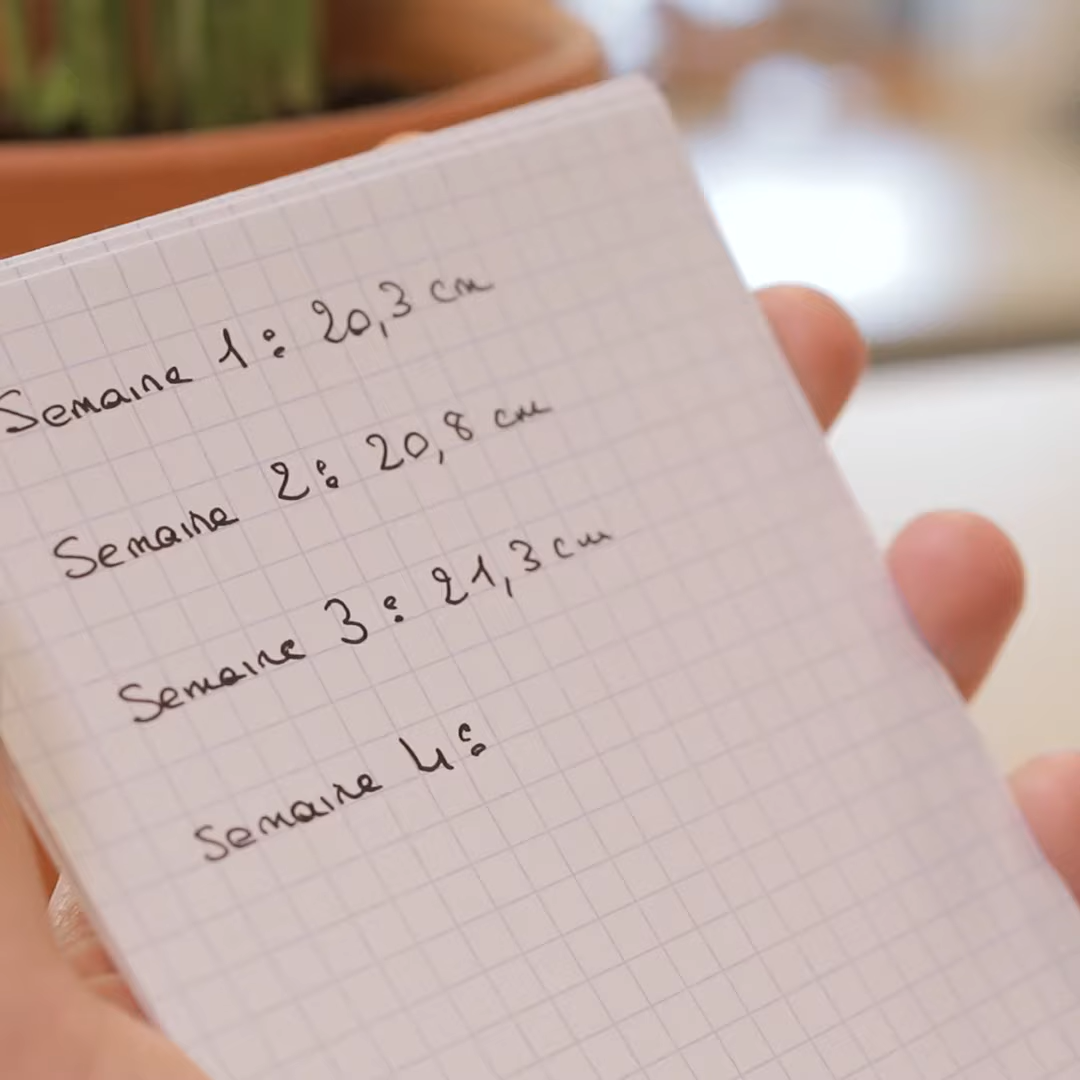 Semaine 1 : 20,3 cm
Semaine 2 : 20,8 cm
Semaine 3 : 21,3 cm
Semaine 4 :